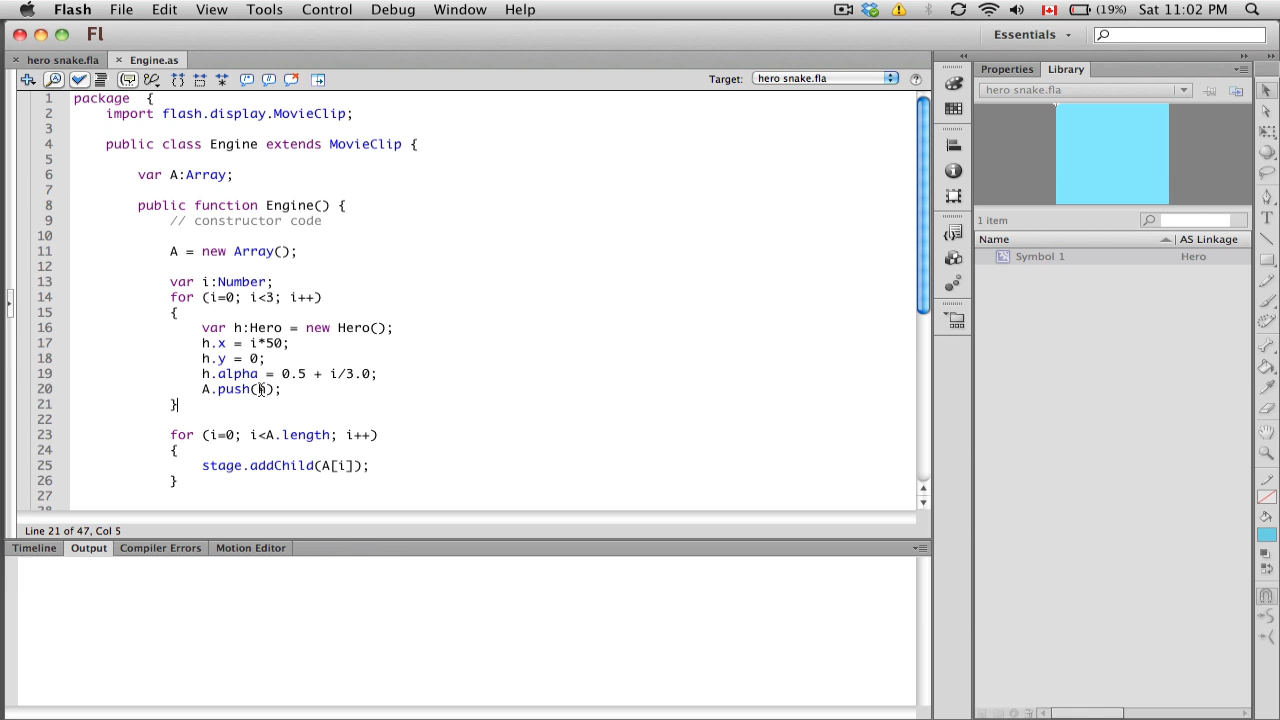 Flash File Edit View Insert Modify Text Commands Control Debug Window Help (19%) Sat 11:02 PM
Fl Essentials
× hero snake.fla × Engine.as
Target: hero snake.fla
Properties Library
hero snake.fla
1 package {
2 import flash.display.MovieClip;
3
4 public class Engine extends MovieClip {
5
6 var A:Array;
7
8 public function Engine() {
9 // constructor code
10
11 A = new Array();
12
13 var i:Number;
14 for (i=0; i<3; i++)
15 {
16 var h:Hero = new Hero();
17 h.x = i*50;
18 h.y = 0;
19 h.alpha = 0.5 + i/3.0;
20 A.push(h);
21 }
22
23 for (i=0; i<A.length; i++)
24 {
25 stage.addChild(A[i]);
26 }
27
1 item
Name AS Linkage
Symbol 1 Hero
Line 21 of 47, Col 5
Timeline Output Compiler Errors Motion Editor